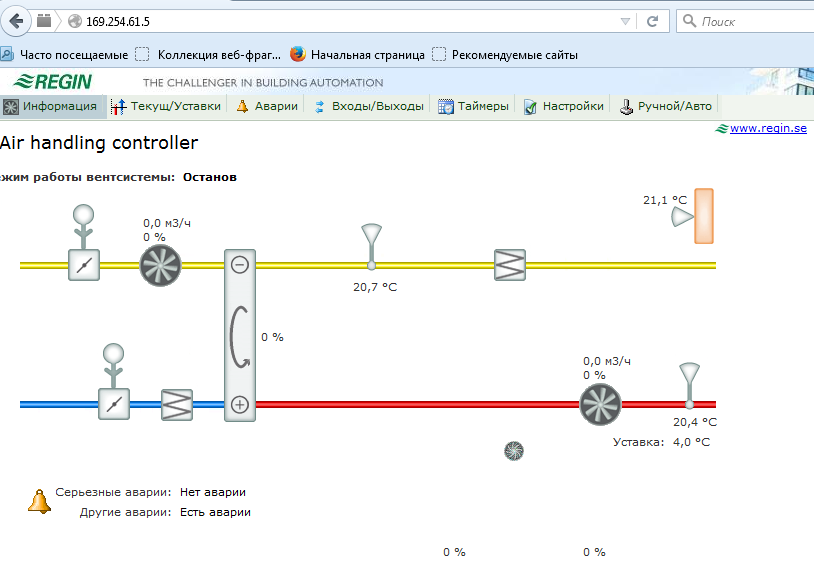 169.254.61.5
Поиск
Часто посещаемые Коллекция веб-фраг... Начальная страница Рекомендуемые сайты
REGIN THE CHALLENGER IN BUILDING AUTOMATION
Информация Текущ/Уставки Аварии Входы/Выходы Таймеры Настройки Ручной/Авто
www.regin.se
Air handling controller
ежим работы вентсистемы: Останов
21,1 °C
0,0 м3/ч
0 %
20,7 °C
0 %
0,0 м3/ч
0 %
20,4 °C
Уставка: 4,0 °C
Серьезные аварии: Нет аварии
Другие аварии: Есть аварии
0 % 0 %